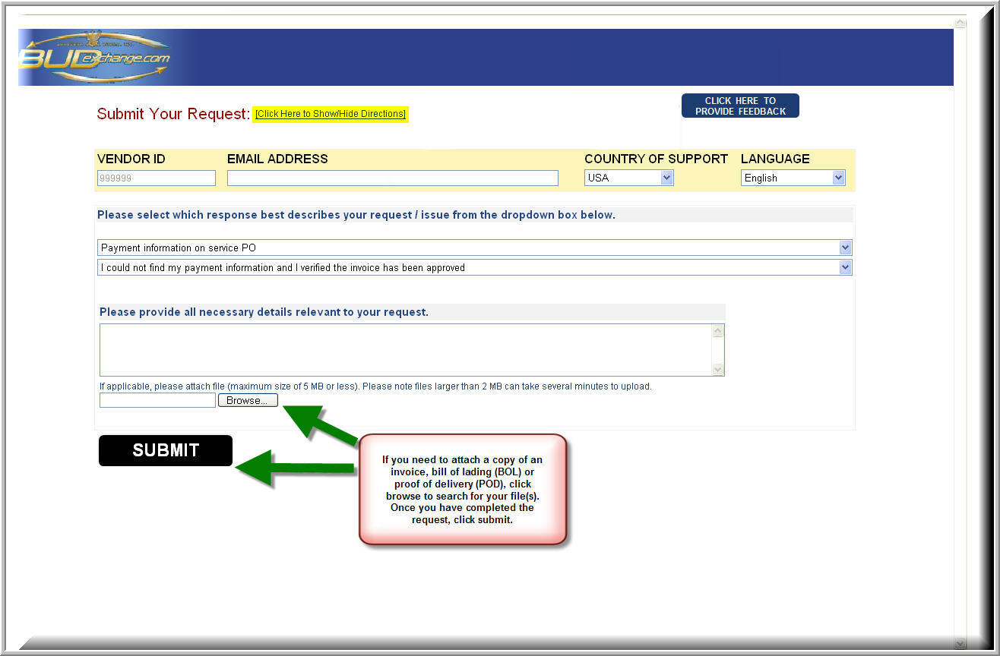 BUDexchange.com
CLICK HERE TO
PROVIDE FEEDBACK
Submit Your Request: [Click Here to Show/Hide Directions]
VENDOR ID EMAIL ADDRESS COUNTRY OF SUPPORT LANGUAGE
999999 USA English
Please select which response best describes your request / issue from the dropdown box below.
Payment information on service PO
I could not find my payment information and I verified the invoice has been approved
Please provide all necessary details relevant to your request.
If applicable, please attach file (maximum size of 5 MB or less). Please note files larger than 2 MB can take several minutes to upload.
Browse...
SUBMIT
If you need to attach a copy of an
invoice, bill of lading (BOL) or
proof of delivery (POD), click
browse to search for your file(s).
Once you have completed the
request, click submit.